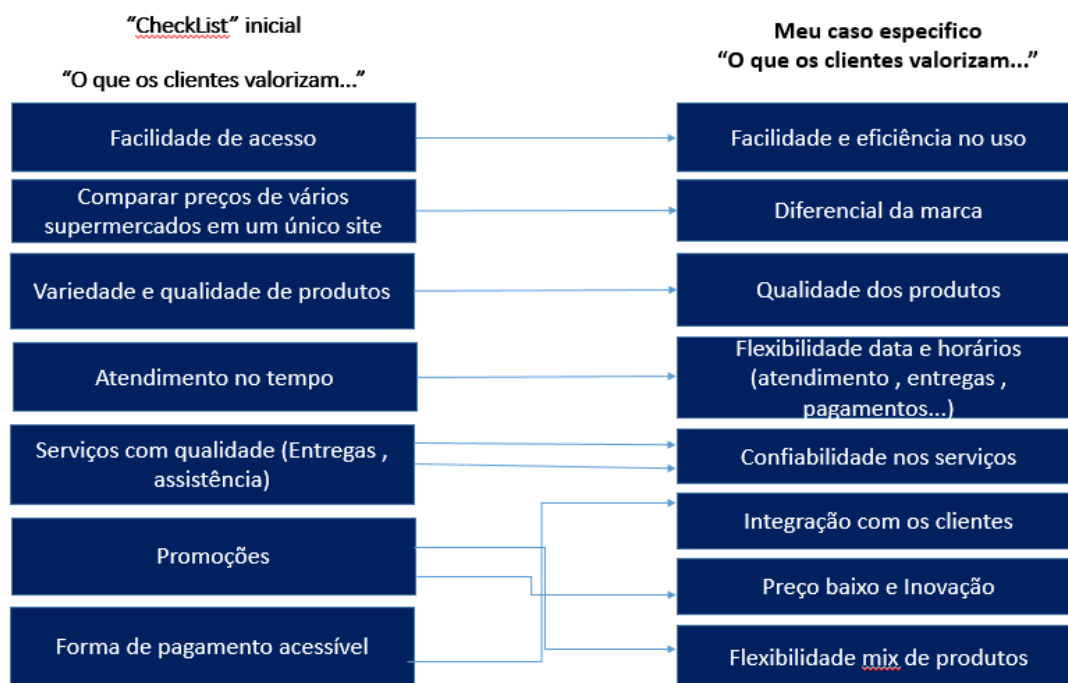 “CheckList” inicial
“O que os clientes valorizam...”
Meu caso especifico
“O que os clientes valorizam...”
Facilidade de acesso
Facilidade e eficiência no uso
Comparar preços de vários
supermercados em um único site
Diferencial da marca
Variedade e qualidade de produtos
Qualidade dos produtos
Atendimento no tempo
Flexibilidade data e horários
(atendimento , entregas ,
pagamentos...)
Serviços com qualidade (Entregas ,
assistência)
Confiabilidade nos serviços
Integração com os clientes
Promoções
Preço baixo e Inovação
Forma de pagamento acessível
Flexibilidade mix de produtos